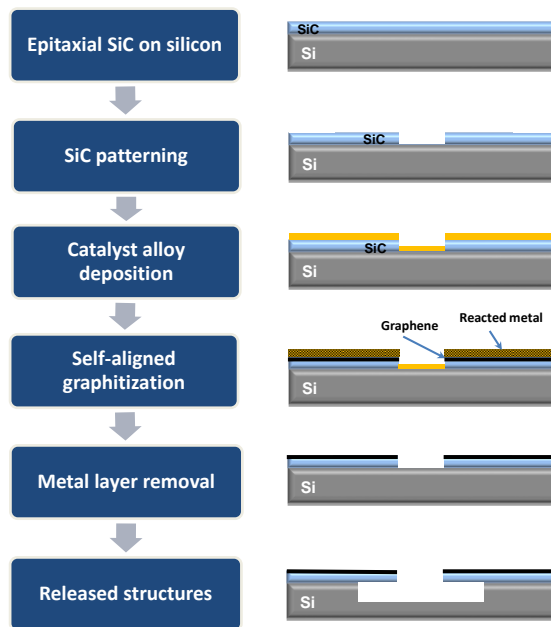 Epitaxial SiC on silicon
SiC
Si
SiC patterning
SiC
Si
Catalyst alloy
deposition
SiC
Si
Graphene
Reacted metal
Self-aligned
graphitization
Si
Metal layer removal
Si
Released structures
Si